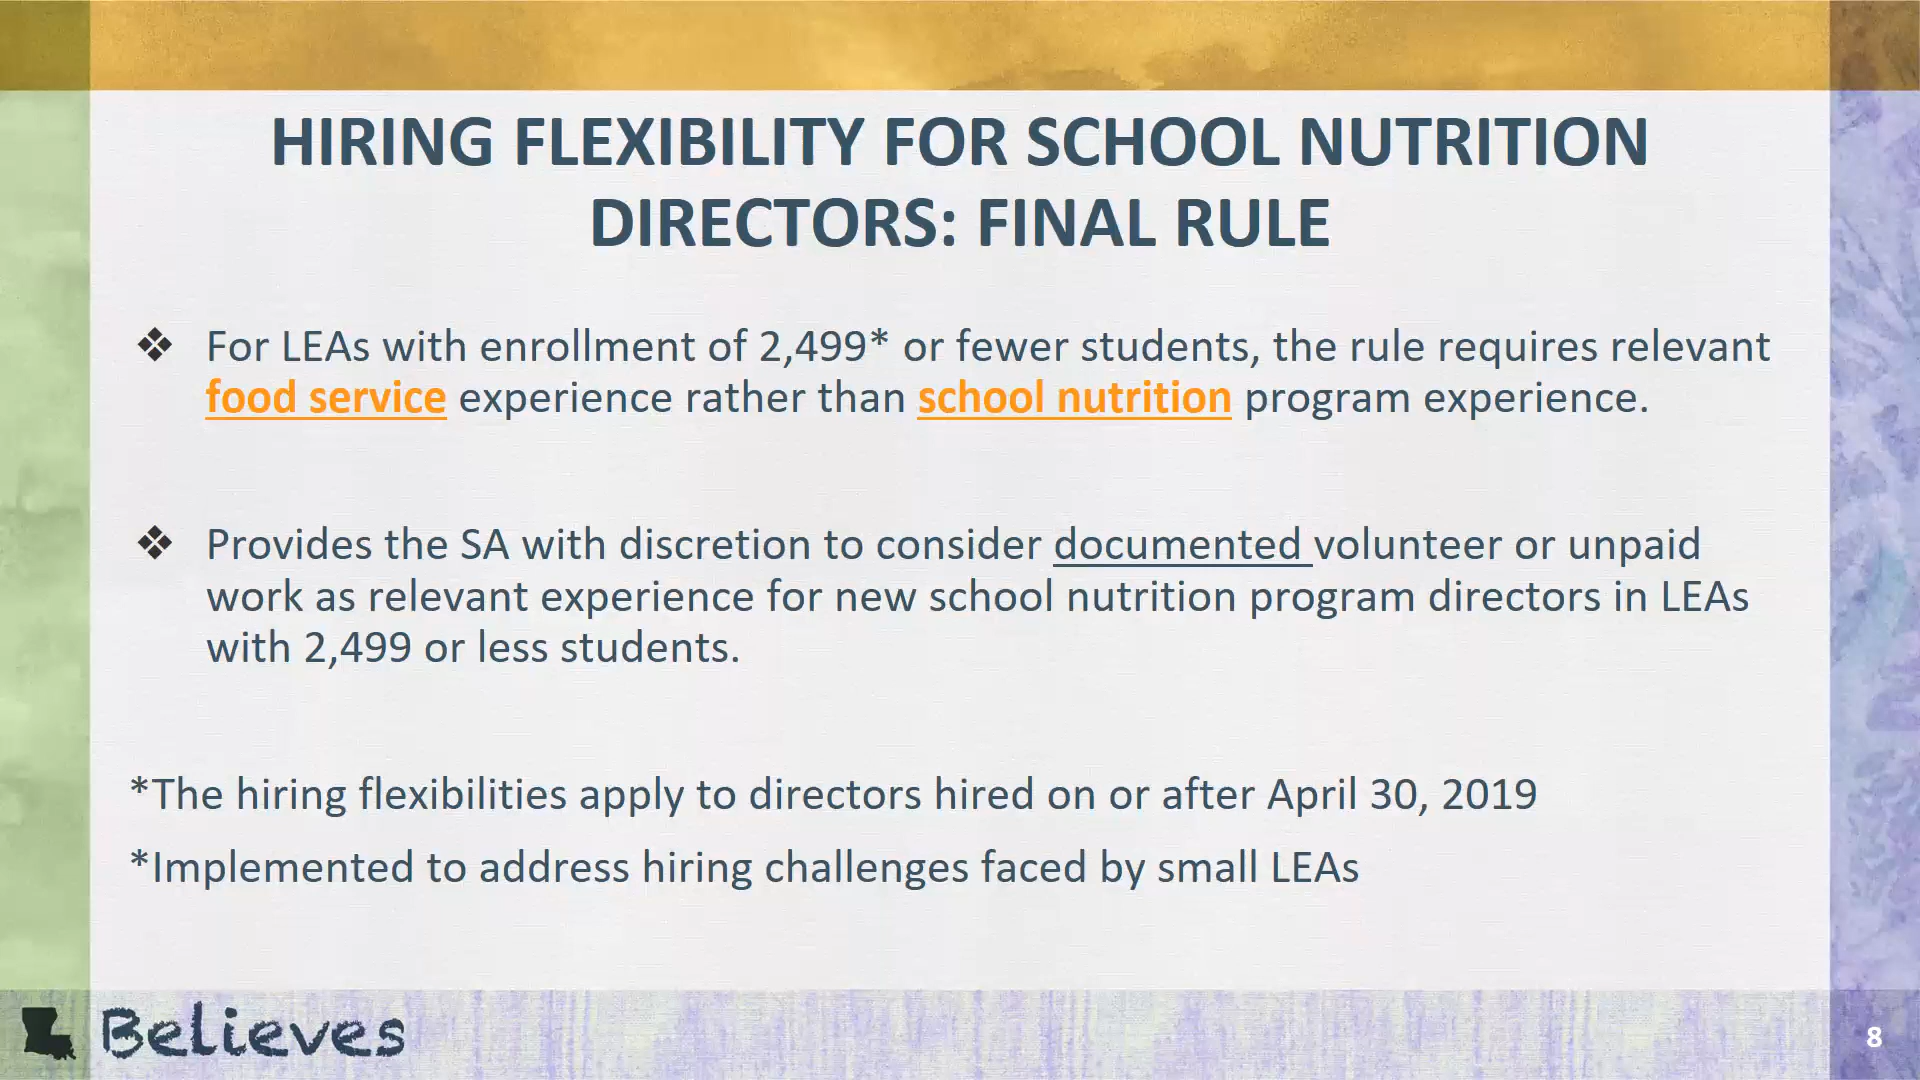 HIRING FLEXIBILITY FOR SCHOOL NUTRITION
DIRECTORS: FINAL RULE
❖ For LEAs with enrollment of 2,499* or fewer students, the rule requires relevant
food service experience rather than school nutrition program experience.
❖ Provides the SA with discretion to consider documented volunteer or unpaid
work as relevant experience for new school nutrition program directors in LEAs
with 2,499 or less students.
*The hiring flexibilities apply to directors hired on or after April 30, 2019
*Implemented to address hiring challenges faced by small LEAs
Believes
8